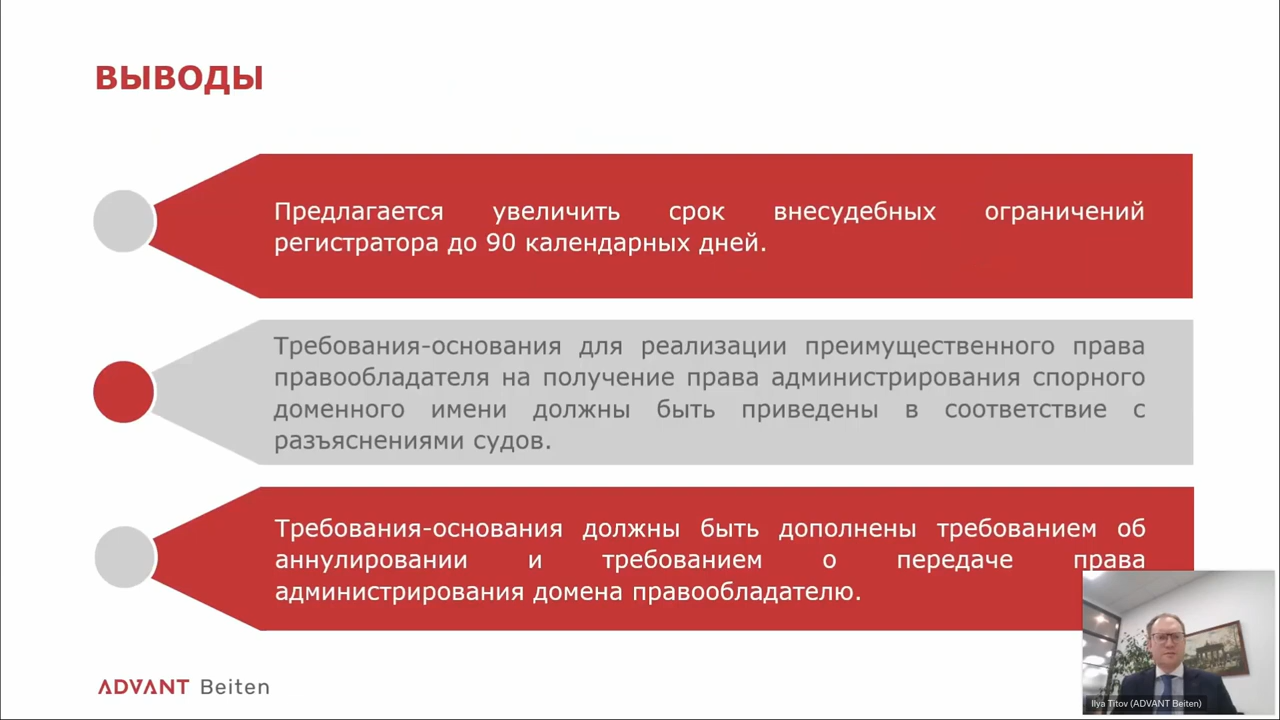 ВЫВОДЫ
Предлагается увеличить срок внесудебных ограничений
регистратора до 90 календарных дней.
Требования-основания для реализации преимущественного права
правообладателя на получение права администрирования спорного
доменного имени должны быть приведены в соответствие с
разъяснениями судов.
Требования-основания должны быть дополнены требованием об
аннулировании и требованием о передаче права
администрирования домена правообладателю.
ADVANT Beiten
Ilya Titov (ADVANT Beiten)